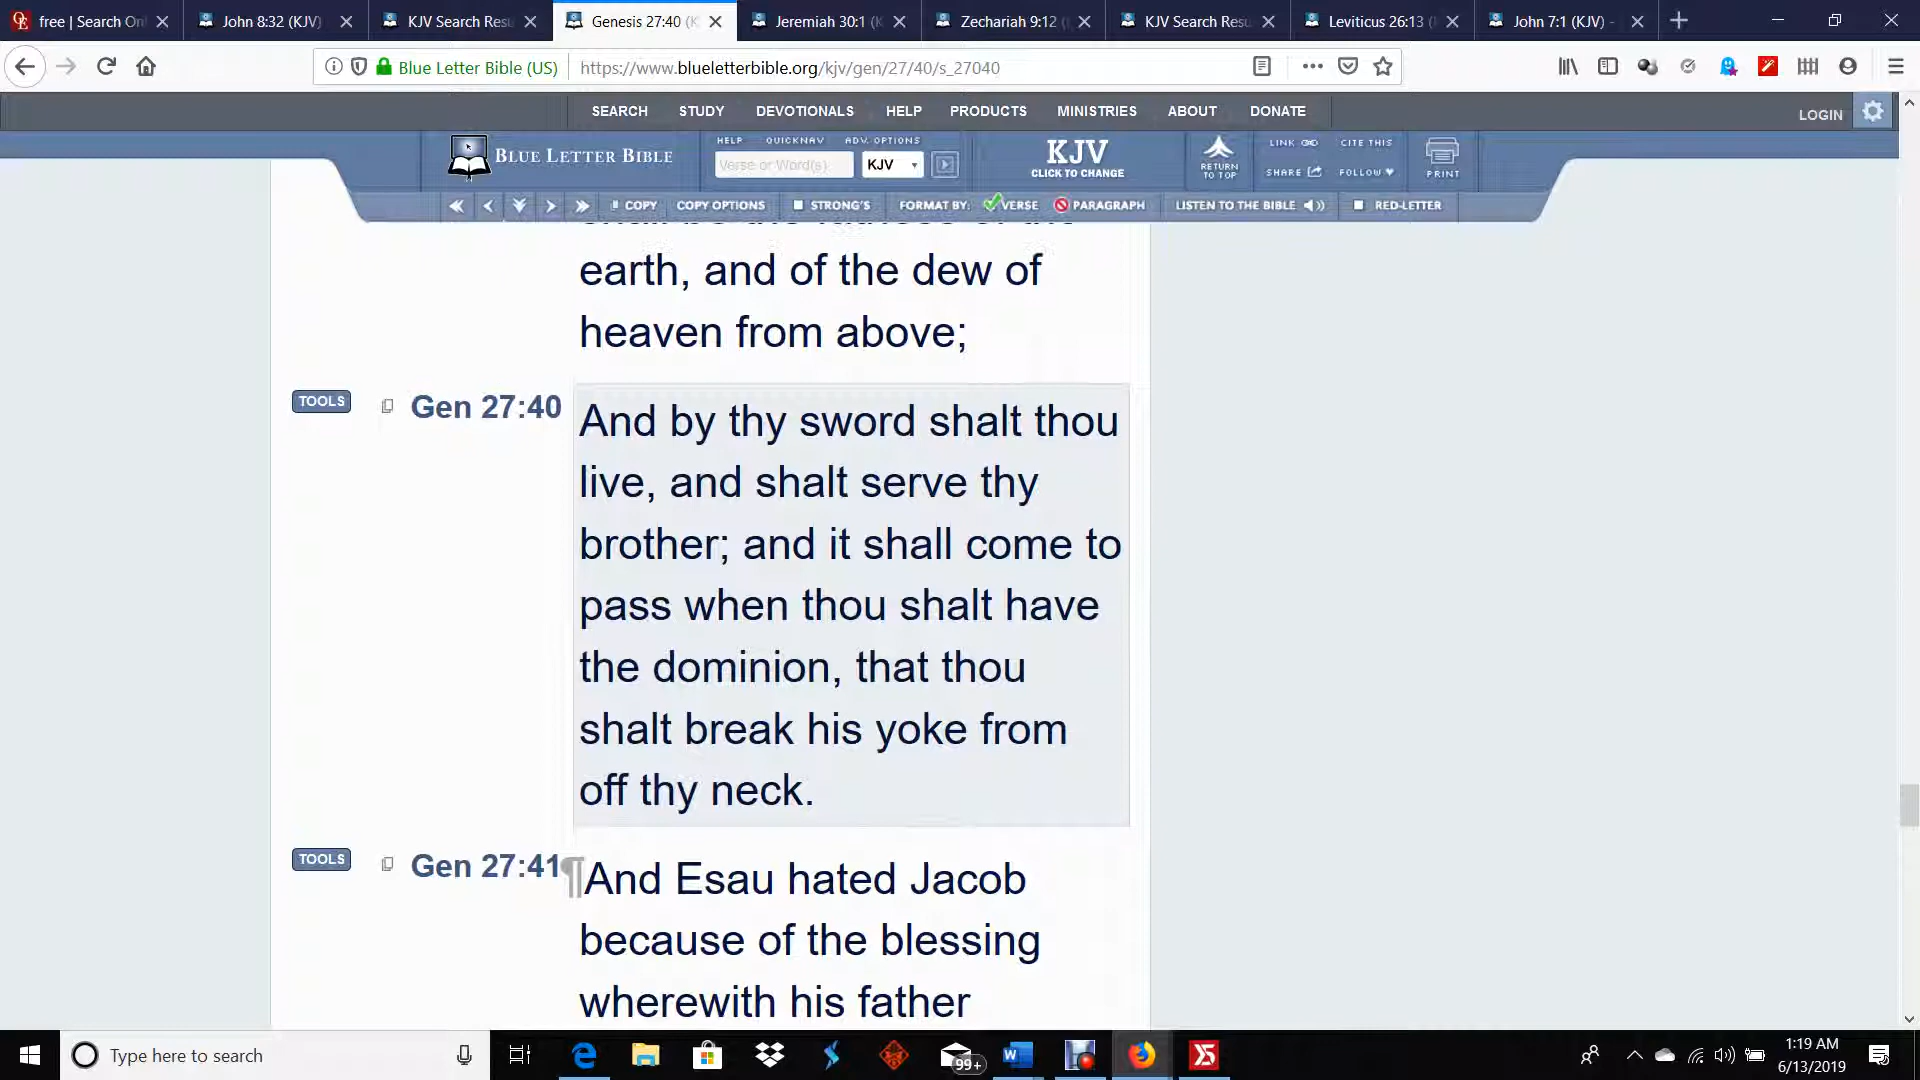 free | Search Onl
John 8:32 (KJV)
KJV Search Resu
Genesis 27:40 (K
Jeremiah 30:1 (K
Zechariah 9:12 (
KJV Search Resu
Leviticus 26:13 (
John 7:1 (KJV) -
Blue Letter Bible (US)
https://www.blueletterbible.org/kjv/gen/27/40/s_27040
SEARCH STUDY DEVOTIONALS HELP PRODUCTS MINISTRIES ABOUT DONATE
LOGIN
HELP QUICKNAV ADV. OPTIONS
BLUE LETTER BIBLE
Verse or Word(s)
KJV
KJV
CLICK TO CHANGE
RETURN
TO TOP
LINK
CITE THIS
SHARE
FOLLOW
PRINT
COPY COPY OPTIONS STRONG'S FORMAT BY: VERSE PARAGRAPH LISTEN TO THE BIBLE RED-LETTER
earth, and of the dew of
heaven from above;
TOOLS
Gen 27:40
And by thy sword shalt thou
live, and shalt serve thy
brother; and it shall come to
pass when thou shalt have
the dominion, that thou
shalt break his yoke from
off thy neck.
TOOLS
Gen 27:41
¶And Esau hated Jacob
because of the blessing
wherewith his father
Type here to search
99+
1:19 AM
6/13/2019